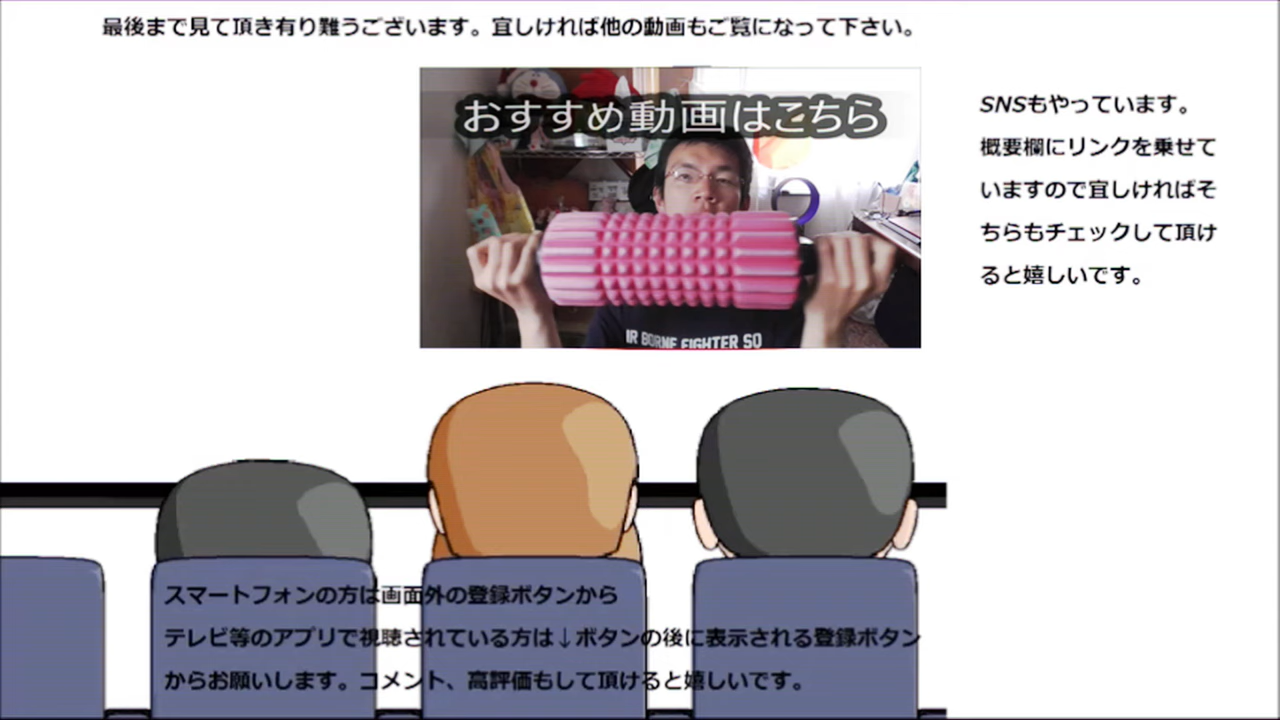 最後まで見て頂き有り難うございます。宜しければ他の動画もご覧になって下さい。
おすすめ動画はこちら
IR BORNE FIGHTER SO
SNSもやっています。
概要欄にリンクを乗せて
いますので宜しければそ
ちらもチェックして頂け
ると嬉しいです。
スマートフォンの方は画面外の登録ボタンから
テレビ等のアプリで視聴されている方は↓ボタンの後に表示される登録ボタン
からお願いします。コメント、高評価もして頂けると嬉しいです。